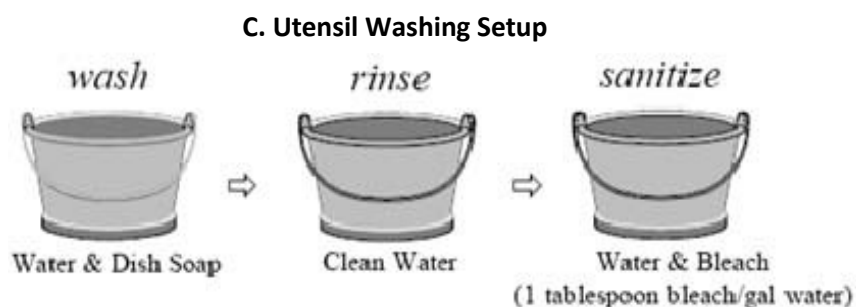 C. Utensil Washing Setup
wash
rinse
sanitize
Water & Dish Soap
Clean Water
Water & Bleach
(1 tablespoon bleach/gal water)